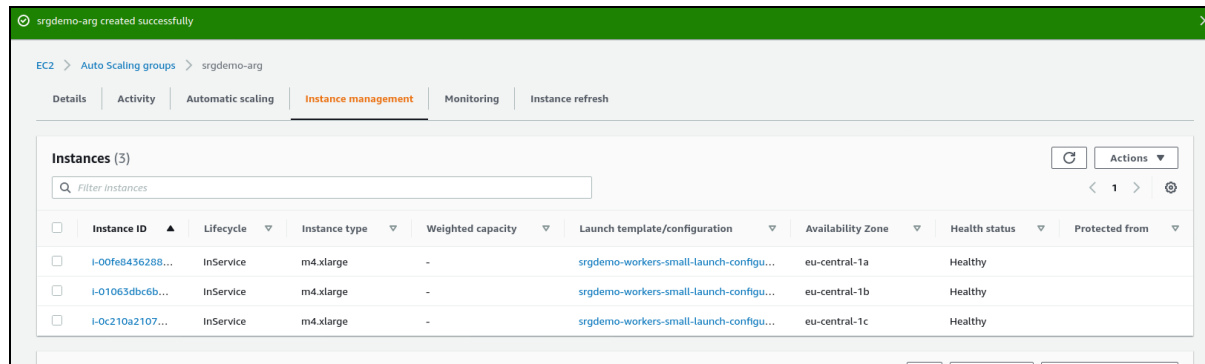 srgdemo-arg created successfully
EC2 > Auto Scaling groups > srgdemo-arg
Details Activity Automatic scaling Instance management Monitoring Instance refresh
Instances (3)
Actions
Filter instances
1
Instance ID Lifecycle Instance type Weighted capacity Launch template/configuration Availability Zone Health status Protected from
i-00fe8436288... InService m4.xlarge - srgdemo-workers-small-launch-configu... eu-central-1a Healthy
i-01063dbc6b... InService m4.xlarge - srgdemo-workers-small-launch-configu... eu-central-1b Healthy
i-0c210a2107... InService m4.xlarge - srgdemo-workers-small-launch-configu... eu-central-1c Healthy